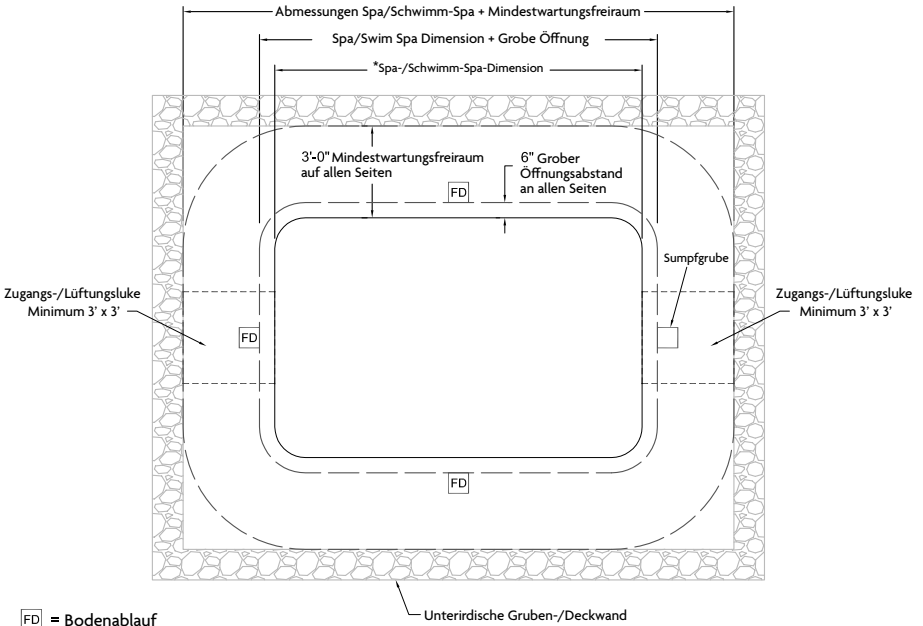 Abmessungen Spa/Schwimm-Spa + Mindestwartungsfreiraum
Spa/Swim Spa Dimension + Grobe Öffnung
*Spa-/Schwimm-Spa-Dimension
3'-0" Mindestwartungsfreiraum
auf allen Seiten
6" Grober
Öffnungsabstand
an allen Seiten
FD
Sumpfgrube
Zugangs-/Lüftungsluke
Minimum 3' x 3'
Zugangs-/Lüftungsluke
Minimum 3' x 3'
FD
FD
Unterirdische Gruben-/Deckwand
FD = Bodenablauf